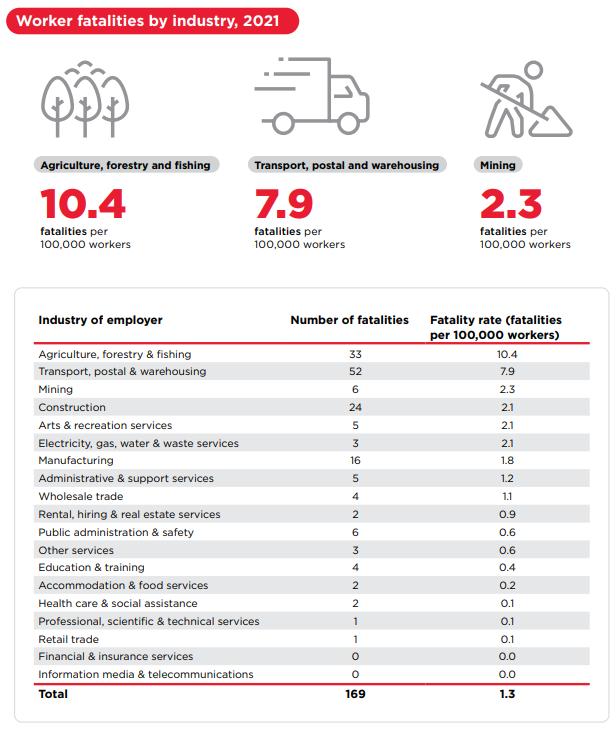 Worker fatalities by industry, 2021
Agriculture, forestry and fishing
10.4
fatalities per
100,000 workers
Transport, postal and warehousing
7.9
fatalities per
100,000 workers
Mining
2.3
fatalities per
100,000 workers
Industry of employer Number of fatalities Fatality rate (fatalities
per 100,000 workers)
Agriculture, forestry & fishing 33 10.4
Transport, postal & warehousing 52 7.9
Mining 6 2.3
Construction 24 2.1
Arts & recreation services 5 2.1
Electricity, gas, water & waste services 3 2.1
Manufacturing 16 1.8
Administrative & support services 5 1.2
Wholesale trade 4 1.1
Rental, hiring & real estate services 2 0.9
Public administration & safety 6 0.6
Other services 3 0.6
Education & training 4 0.4
Accommodation & food services 2 0.2
Health care & social assistance 2 0.1
Professional, scientific & technical services 1 0.1
Retail trade 1 0.1
Financial & insurance services 0 0.0
Information media & telecommunications 0 0.0
Total 169 1.3